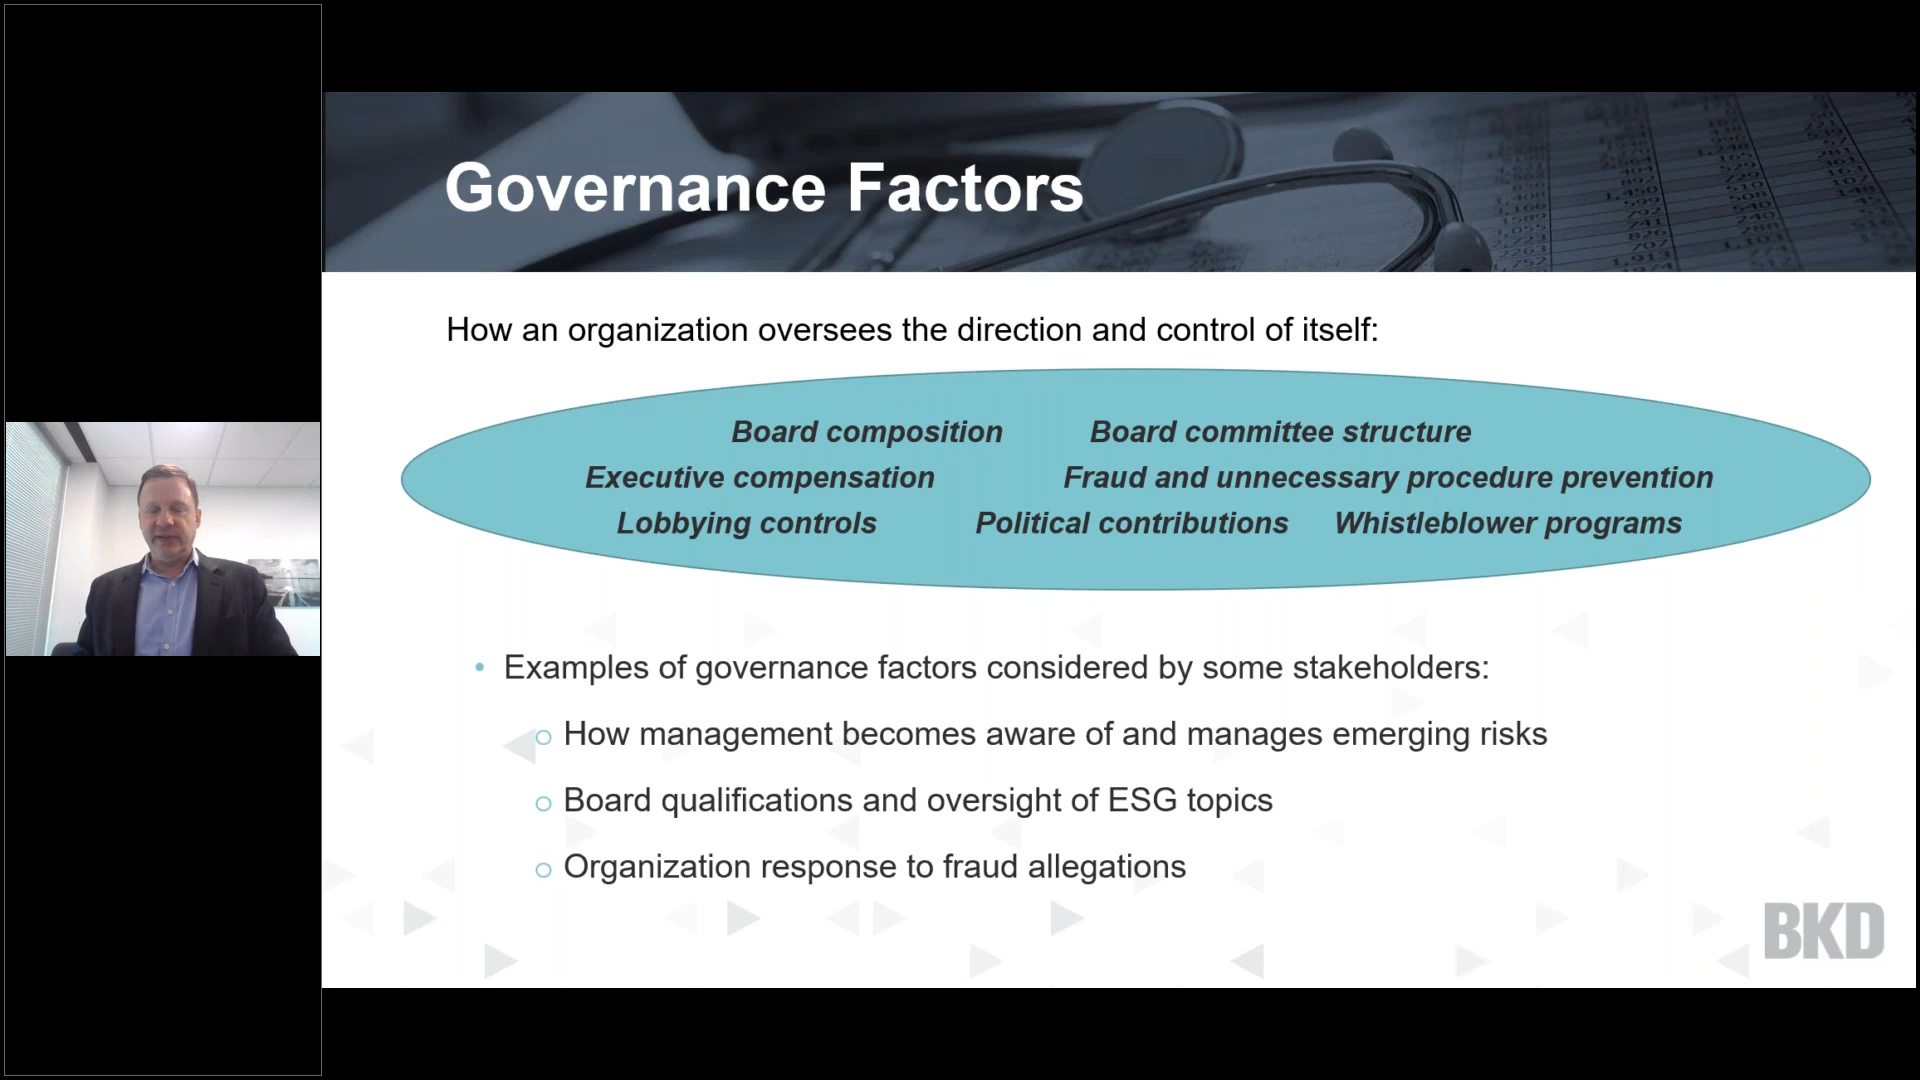 Governance Factors
How an organization oversees the direction and control of itself:
Board composition Board committee structure
Executive compensation Fraud and unnecessary procedure prevention
Lobbying controls Political contributions Whistleblower programs
• Examples of governance factors considered by some stakeholders:
o How management becomes aware of and manages emerging risks
o Board qualifications and oversight of ESG topics
o Organization response to fraud allegations
BKD